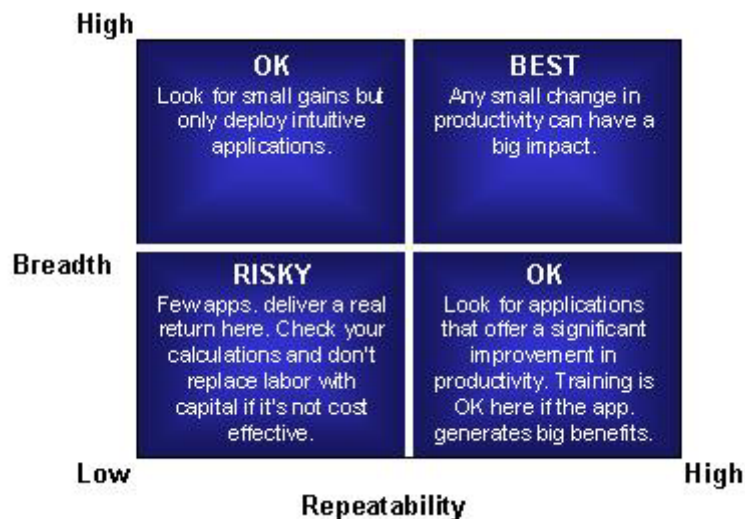 High
OK
Look for small gains but
only deploy intuitive
applications.
BEST
Any small change in
productivity can have a
big impact.
Breadth
RISKY
Few apps. deliver a real
return here. Check your
calculations and don't
replace labor with
capital if it's not cost
effective.
OK
Look for applications
that offer a significant
improvement in
productivity. Training is
OK here if the app.
generates big benefits.
Low
High
Repeatability